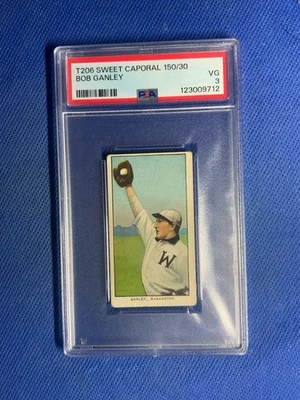 T206 SWEET CAPORAL 150/30
BOB GANLEY
VG
3
PSA
123009712
W
GANLEY, WASHINGTON